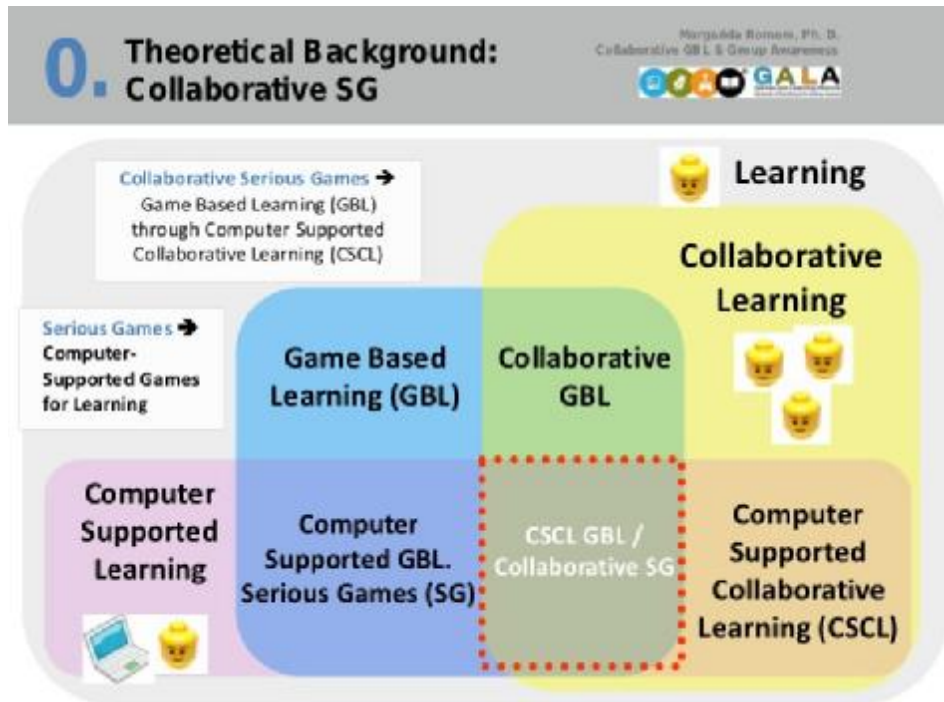 0. Theoretical Background:
Collaborative SG
Ph. D.
Collaborative GBL & Group Awareness
GALA
Collaborative Serious Games ➔
Game Based Learning (GBL)
through Computer Supported
Collaborative Learning (CSCL)
Learning
Collaborative
Learning
Serious Games ➔
Computer-
Supported Games
for Learning
Game Based
Learning (GBL)
Collaborative
GBL
Computer
Supported
Learning
Computer
Supported GBL.
Serious Games (SG)
CSCL GBL /
Collaborative SG
Computer
Supported
Collaborative
Learning (CSCL)